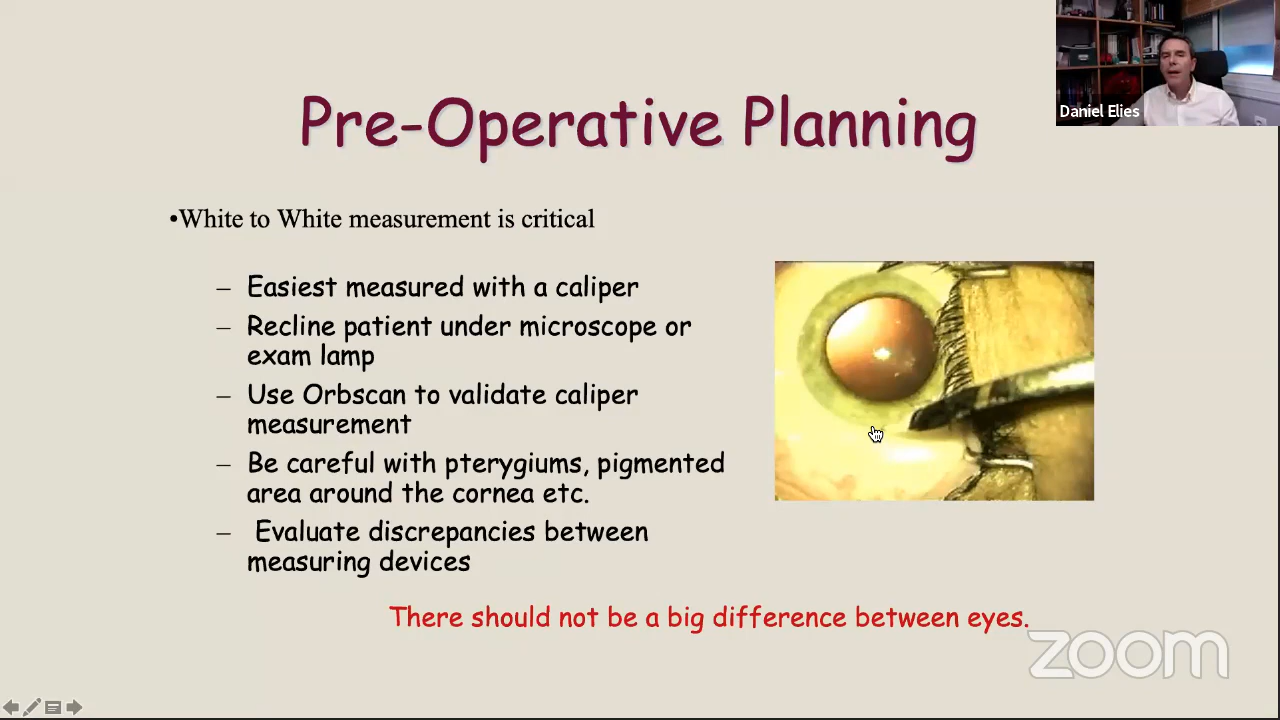 Daniel Elies
Pre-Operative Planning
•White to White measurement is critical
– Easiest measured with a caliper
– Recline patient under microscope or
exam lamp
– Use Orbscan to validate caliper
measurement
– Be careful with pterygiums, pigmented
area around the cornea etc.
– Evaluate discrepancies between
measuring devices
There should not be a big difference between eyes.
zoom